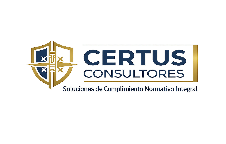 CERTUS
CONSULTORES
Soluciones de Cumplimiento Normativo Integral